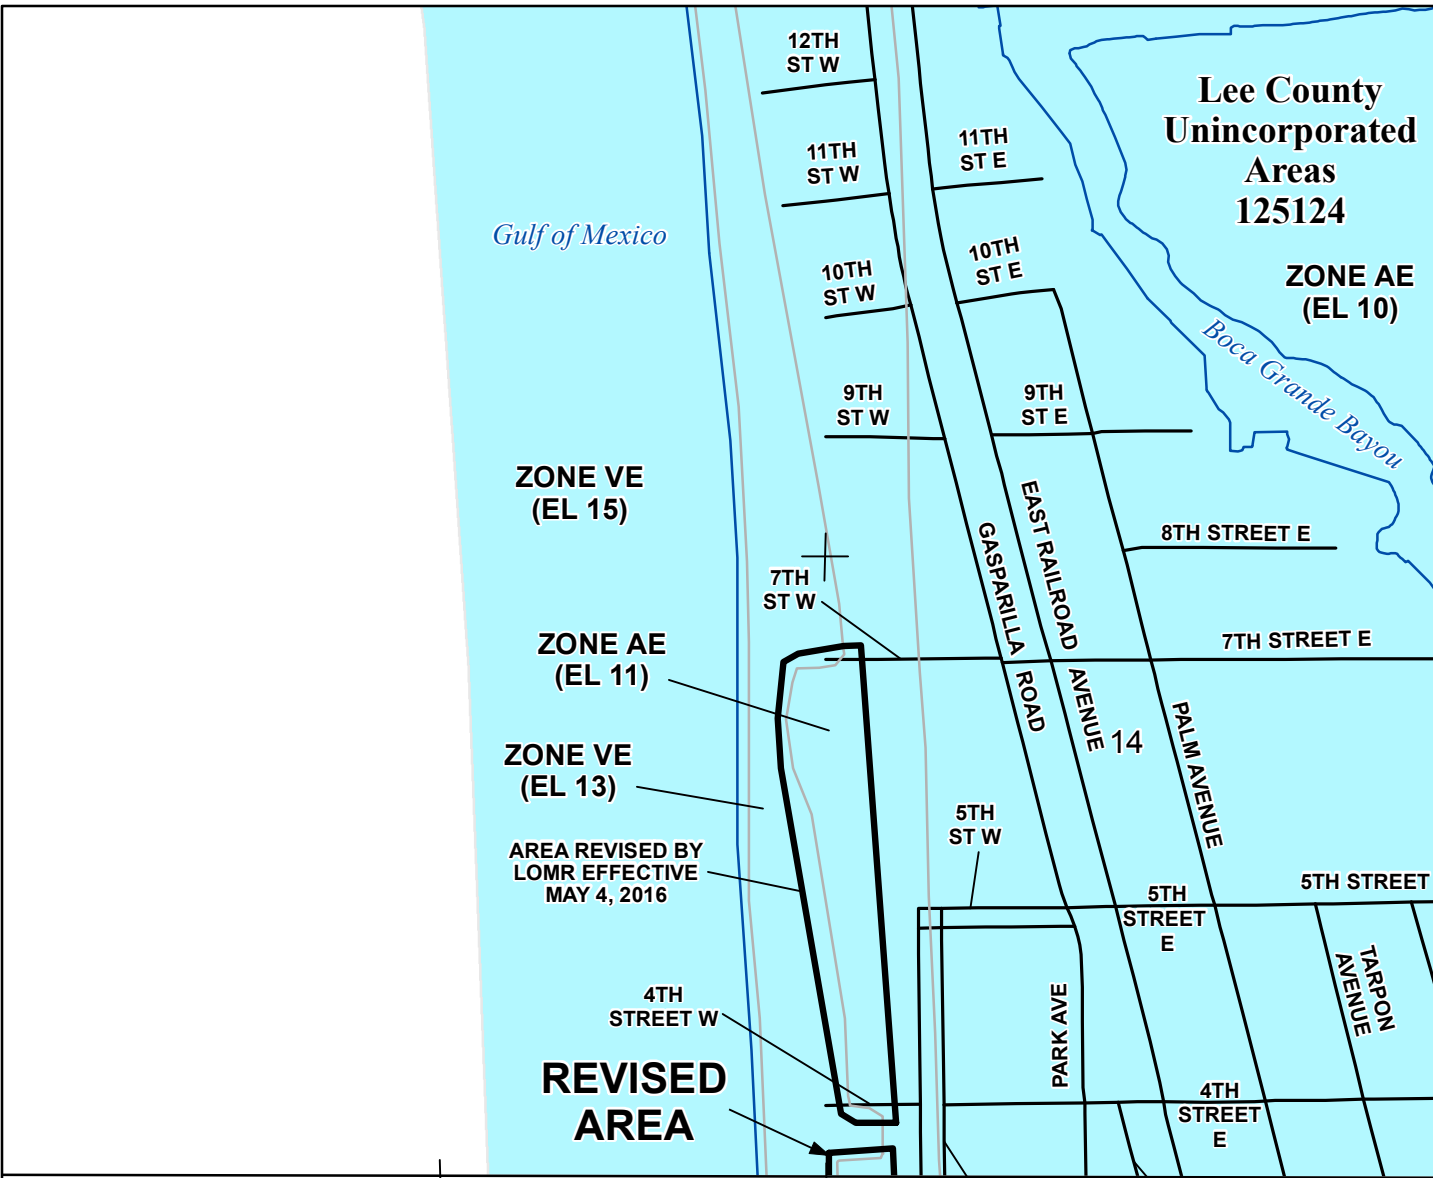 12TH
ST W
Lee County
Unincorporated
Areas
125124
11TH
ST W
11TH
ST E
Gulf of Mexico
10TH
ST W
10TH
ST E
ZONE AE
(EL 10)
Boca Grande Bayou
9TH
ST W
9TH
ST E
ZONE VE
(EL 15)
GASPARILLA
ROAD
EAST RAILROAD
AVENUE
8TH STREET E
7TH
ST W
7TH STREET E
ZONE AE
(EL 11)
14
PALM AVENUE
ZONE VE
(EL 13)
5TH
ST W
AREA REVISED BY
LOMR EFFECTIVE
MAY 4, 2016
5TH
STREET
E
5TH STREET
TARPON
AVENUE
4TH
STREET W
PARK AVE
REVISED
AREA
4TH
STREET
E